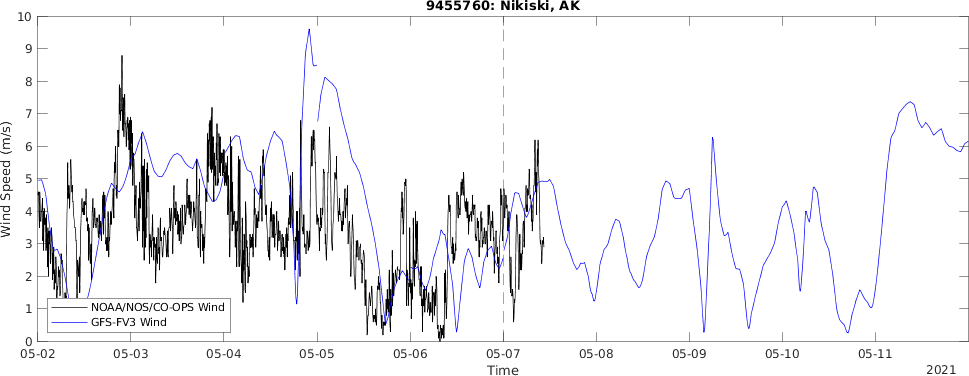 9455760: Nikiski, AK
10
9
8
7
6
5
4
3
2
1
0
Wind Speed (m/s)
NOAA/NOS/CO-OPS Wind
GFS-FV3 Wind
05-02 05-03 05-04 05-05 05-06 05-07 05-08 05-09 05-10 05-11
Time
2021